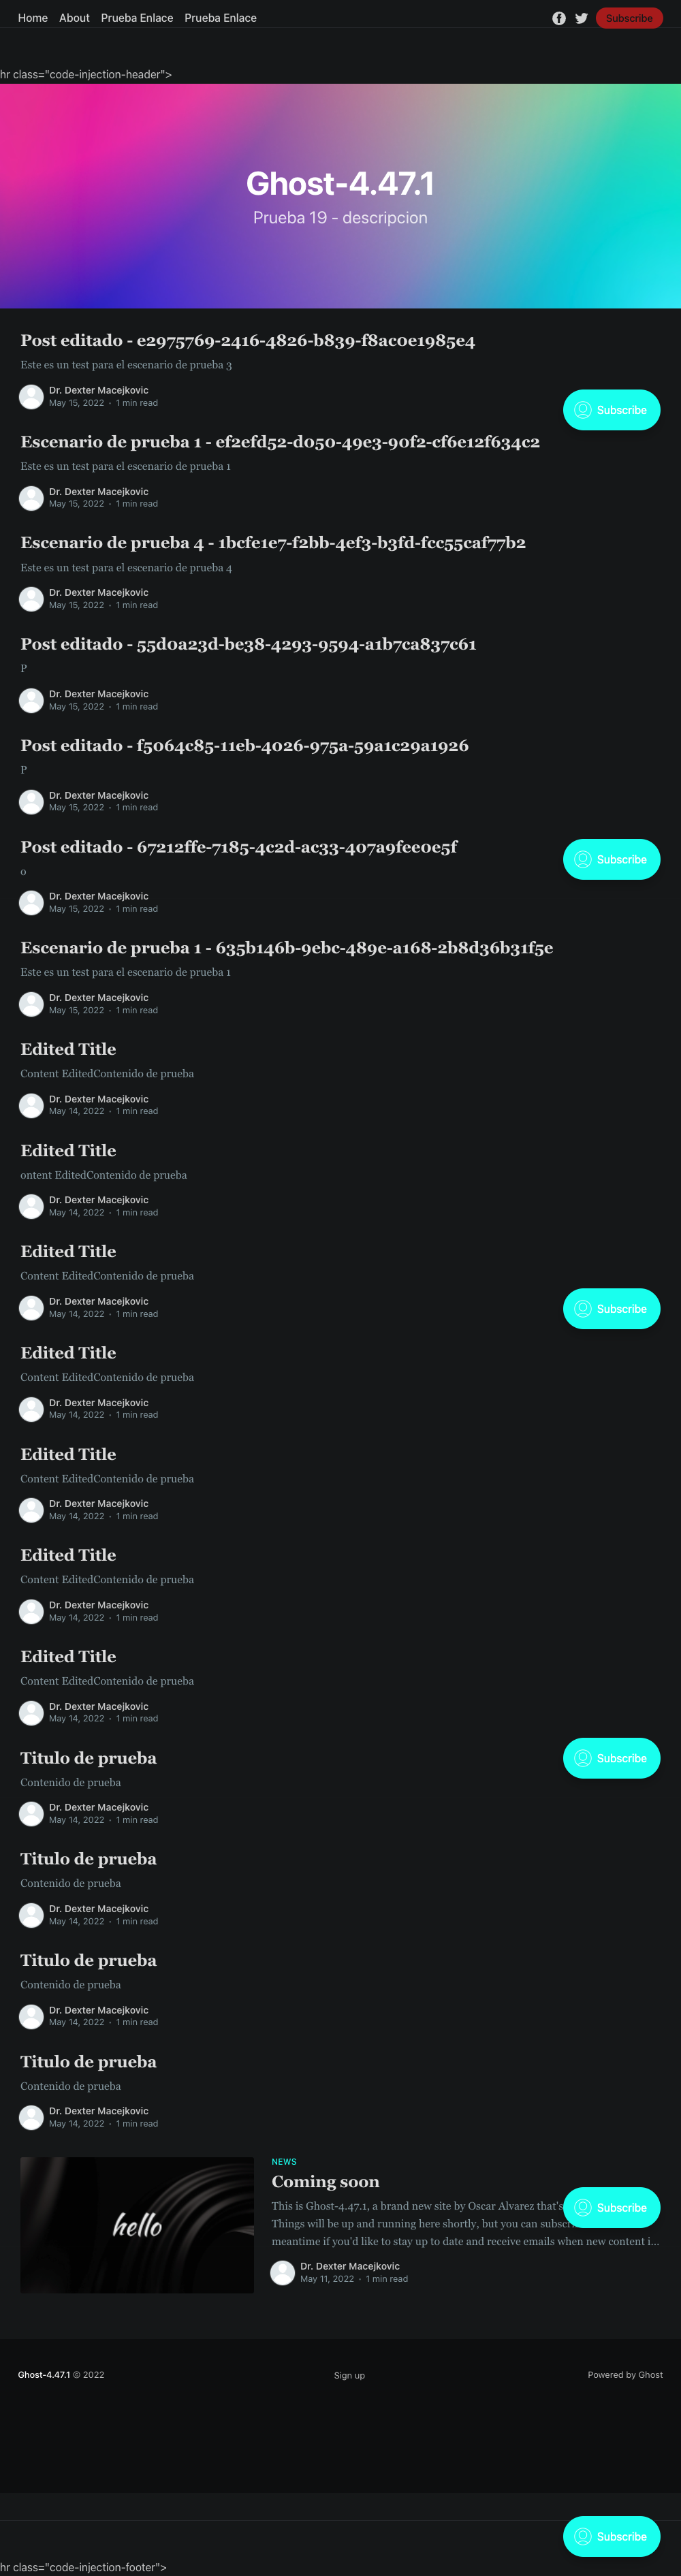 Home About Prueba Enlace Prueba Enlace Subscribe
hr class="code-injection-header">
Ghost-4.47.1
Prueba 19 - descripcion
Post editado - e2975769-2416-4826-b839-f8ac0e1985e4
Este es un test para el escenario de prueba 3
Dr. Dexter Macejkovic
May 15, 2022 • 1 min read
Subscribe
Escenario de prueba 1 - ef2efd52-d050-49e3-90f2-cf6e12f634c2
Este es un test para el escenario de prueba 1
Dr. Dexter Macejkovic
May 15, 2022 • 1 min read
Escenario de prueba 4 - 1bcfe1e7-f2bb-4ef3-b3fd-fcc55caf77b2
Este es un test para el escenario de prueba 4
Dr. Dexter Macejkovic
May 15, 2022 • 1 min read
Post editado - 55d0a23d-be38-4293-9594-a1b7ca837c61
P
Dr. Dexter Macejkovic
May 15, 2022 • 1 min read
Post editado - f5064c85-11eb-4026-975a-59a1c29a1926
P
Dr. Dexter Macejkovic
May 15, 2022 • 1 min read
Post editado - 67212ffe-7185-4c2d-ac33-407a9fee0e5f
Subscribe
o
Dr. Dexter Macejkovic
May 15, 2022 • 1 min read
Escenario de prueba 1 - 635b146b-9ebc-489e-a168-2b8d36b31f5e
Este es un test para el escenario de prueba 1
Dr. Dexter Macejkovic
May 15, 2022 • 1 min read
Edited Title
Content EditedContenido de prueba
Dr. Dexter Macejkovic
May 14, 2022 • 1 min read
Edited Title
ontent EditedContenido de prueba
Dr. Dexter Macejkovic
May 14, 2022 • 1 min read
Edited Title
Content EditedContenido de prueba
Dr. Dexter Macejkovic
May 14, 2022 • 1 min read
Subscribe
Edited Title
Content EditedContenido de prueba
Dr. Dexter Macejkovic
May 14, 2022 • 1 min read
Edited Title
Content EditedContenido de prueba
Dr. Dexter Macejkovic
May 14, 2022 • 1 min read
Edited Title
Content EditedContenido de prueba
Dr. Dexter Macejkovic
May 14, 2022 • 1 min read
Edited Title
Content EditedContenido de prueba
Dr. Dexter Macejkovic
May 14, 2022 • 1 min read
Titulo de prueba
Subscribe
Contenido de prueba
Dr. Dexter Macejkovic
May 14, 2022 • 1 min read
Titulo de prueba
Contenido de prueba
Dr. Dexter Macejkovic
May 14, 2022 • 1 min read
Titulo de prueba
Contenido de prueba
Dr. Dexter Macejkovic
May 14, 2022 • 1 min read
Titulo de prueba
Contenido de prueba
Dr. Dexter Macejkovic
May 14, 2022 • 1 min read
hello
NEWS
Coming soon
This is Ghost-4.47.1, a brand new site by Oscar Alvarez that's
Things will be up and running here shortly, but you can
meantime if you'd like to stay up to date and receive emails when new content i...
Subscribe
Dr. Dexter Macejkovic
May 11, 2022 • 1 min read
Ghost-4.47.1 © 2022 Sign up Powered by Ghost
Subscribe
hr class="code-injection-footer">